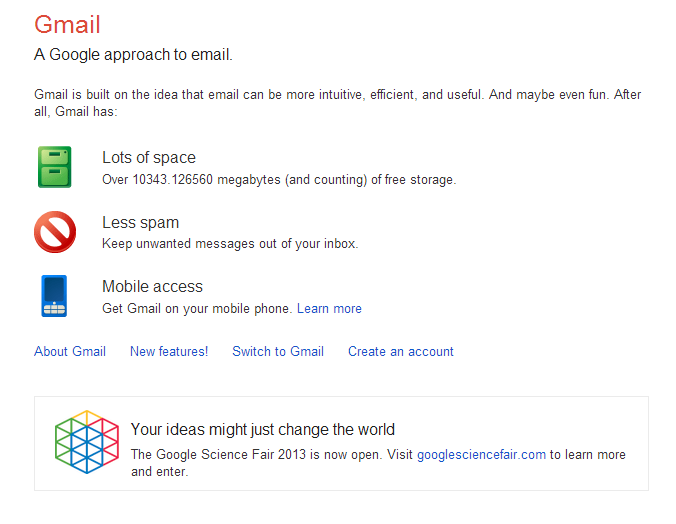 Gmail
A Google approach to email.
Gmail is built on the idea that email can be more intuitive, efficient, and useful. And maybe even fun. After
all, Gmail has:
Lots of space
Over 10343.126560 megabytes (and counting) of free storage.
Less spam
Keep unwanted messages out of your inbox.
Mobile access
Get Gmail on your mobile phone. Learn more
About Gmail New features! Switch to Gmail Create an account
Your ideas might just change the world
The Google Science Fair 2013 is now open. Visit googlesciencefair.com to learn more
and enter.